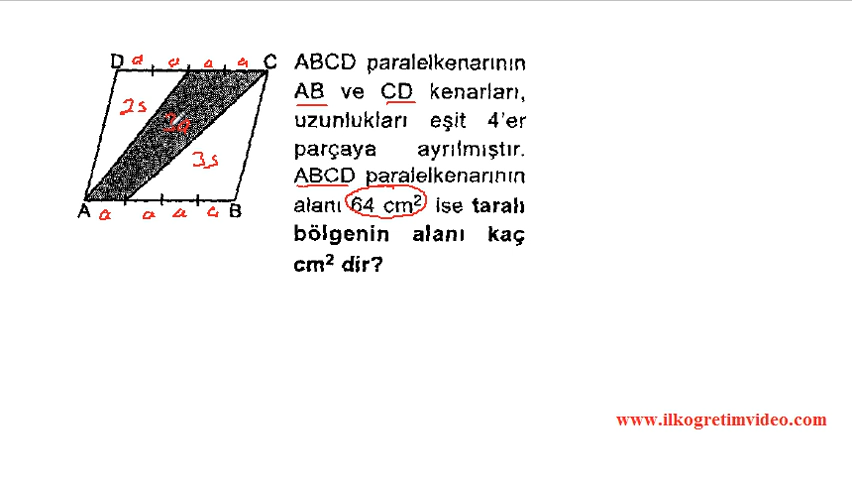 D a a a a C
2s
3s
A a a a a B
ABCD paralelkenarının
AB ve CD kenarları,
uzunlukları eşit 4'er
parçaya ayrılmıştır.
ABCD paralelkenarının
alanı 64 cm² ise taralı
bölgenin alanı kaç
cm² dir?
www.ilkogretimvideo.com